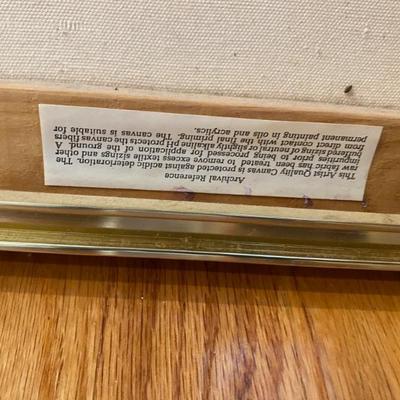 Archival Reference
This Artist Quality Canvas is protected against acidic deterioration. The
raw fabric has been treated to remove excess textile sizings and other
impurities prior to being processed for application of the ground. A
buffered sizing of neutral or slightly alkaline pH protects the canvas fibers
from direct contact with the final priming. The canvas is suitable for
permanent painting in oils and acrylics.